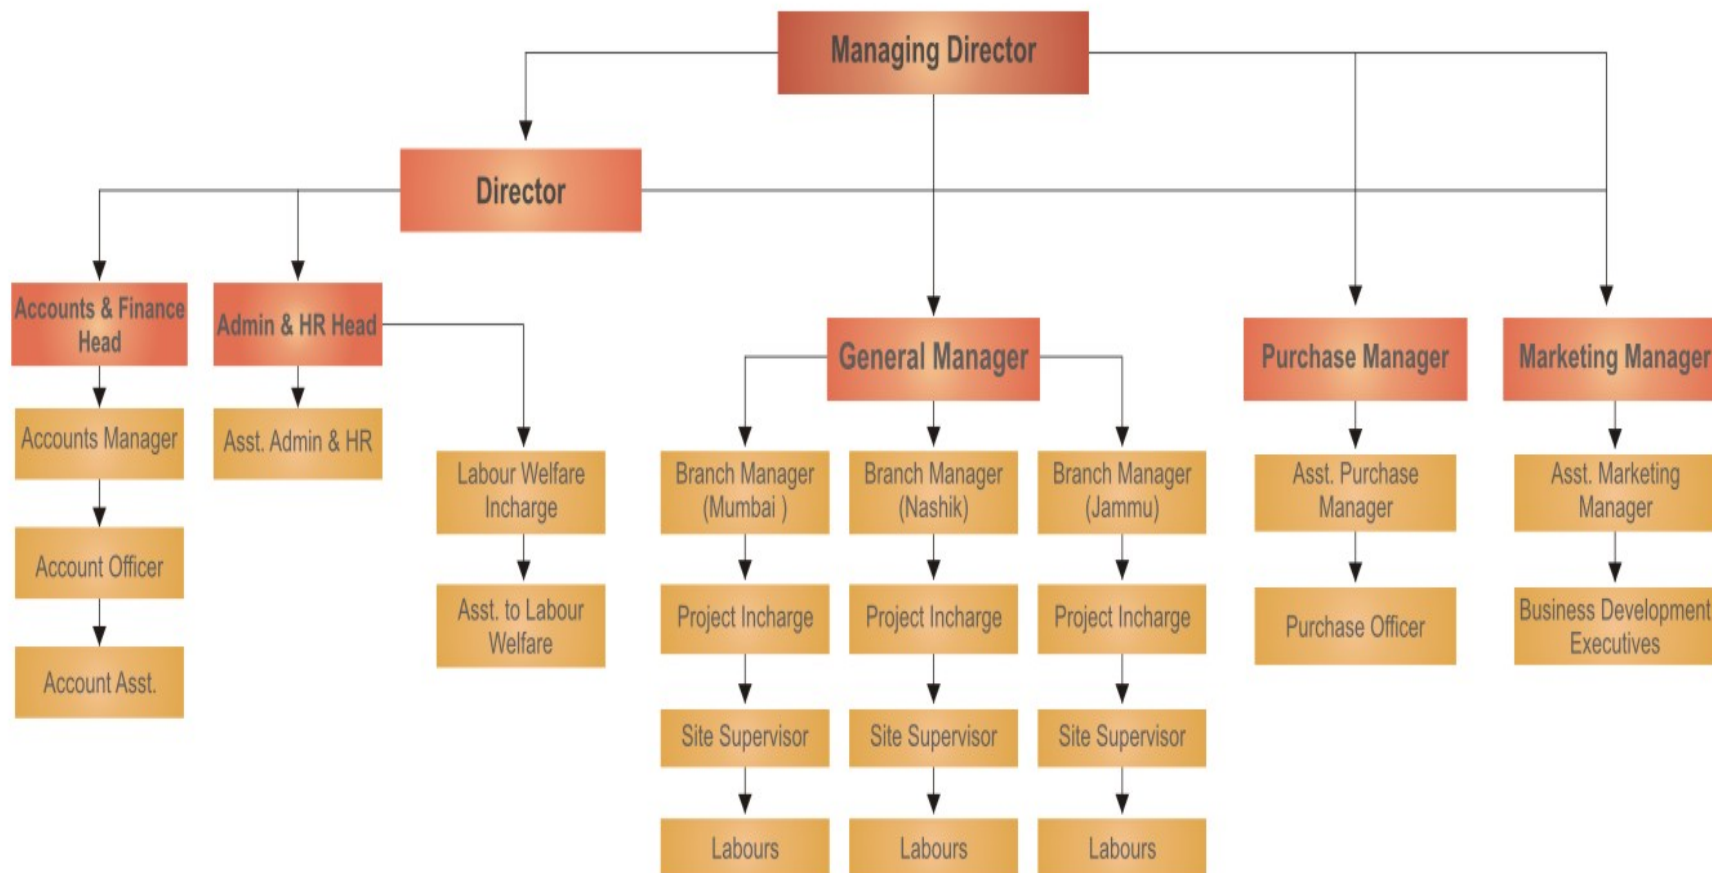 Managing Director
Director
Accounts & Finance
Head
Admin & HR Head
General Manager
Purchase Manager
Marketing Manager
Accounts Manager
Asst. Admin & HR
Labour Welfare
Incharge
Branch Manager
(Mumbai )
Branch Manager
(Nashik)
Branch Manager
(Jammu)
Asst. Purchase
Manager
Asst. Marketing
Manager
Account Officer
Asst. to Labour
Welfare
Project Incharge
Project Incharge
Project Incharge
Purchase Officer
Business Development
Executives
Account Asst.
Site Supervisor
Site Supervisor
Site Supervisor
Labours
Labours
Labours